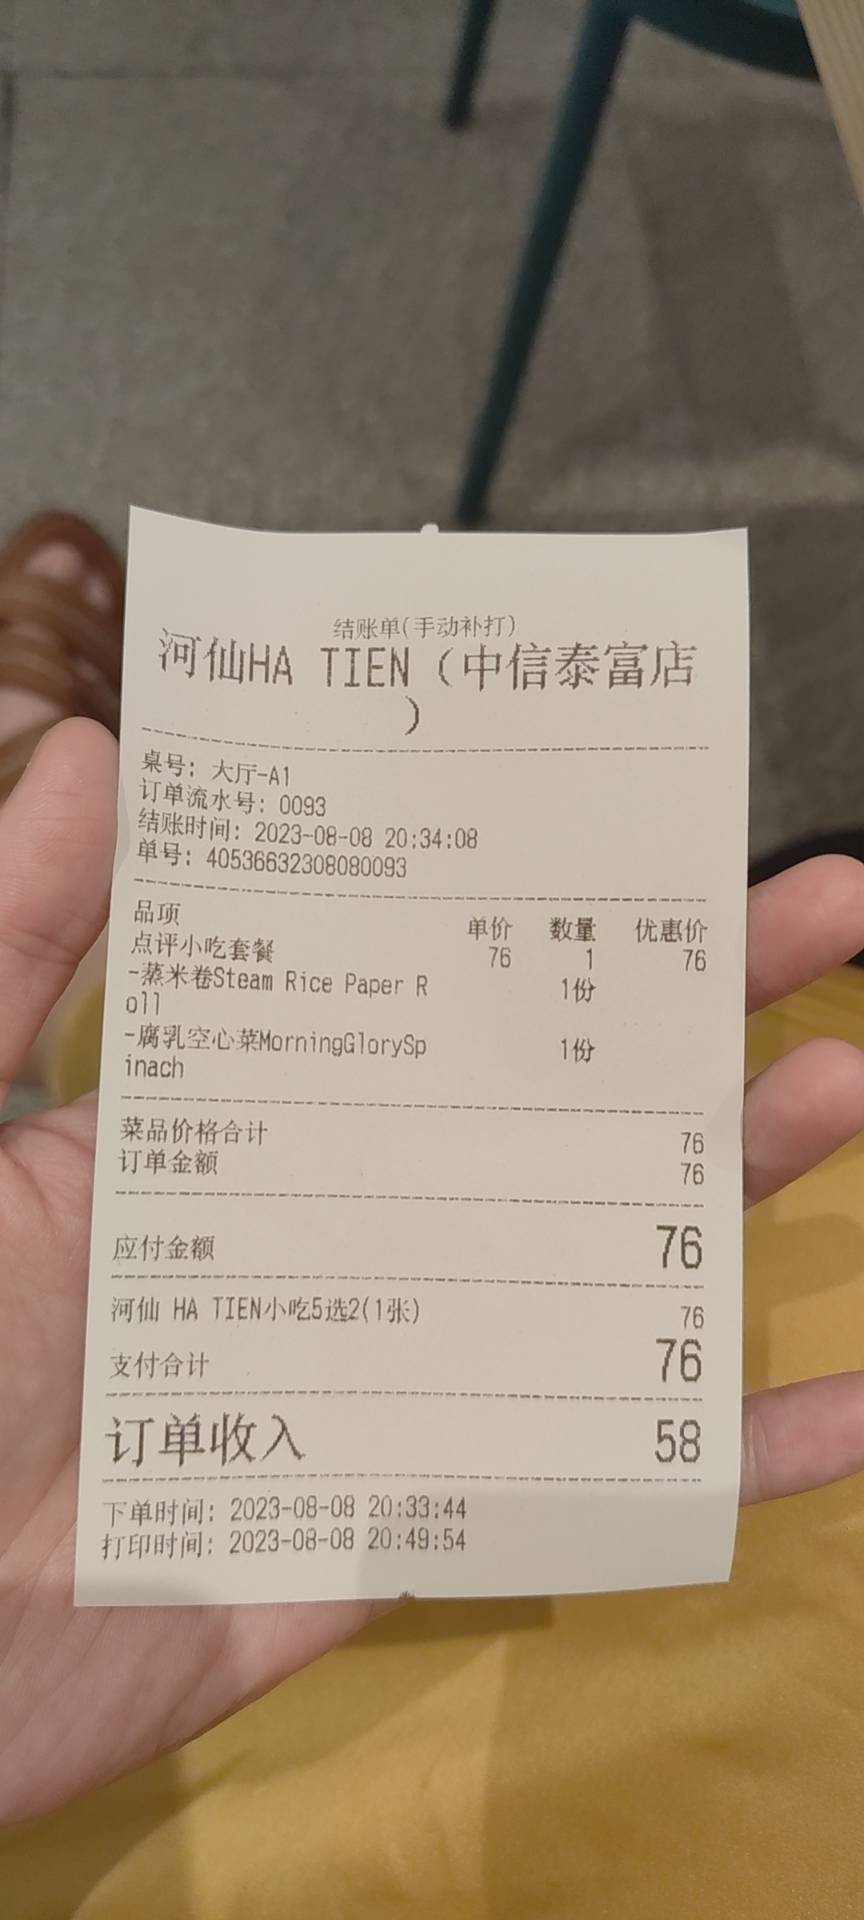 结账单(手动补打)
河仙HA TIEN（中信泰富店
）
桌号: 大厅-A1
订单流水号: 0093
结账时间: 2023-08-08 20:34:08
单号: 40536632308080093
品项 单价 数量 优惠价
点评小吃套餐 76 1 76
-蒸米卷Steam Rice Paper R 1份
oll
-腐乳空心菜MorningGlorySp 1份
inach
菜品价格合计 76
订单金额 76
应付金额 76
河仙 HA TIEN小吃5选2(1张) 76
支付合计 76
订单收入 58
下单时间: 2023-08-08 20:33:44
打印时间: 2023-08-08 20:49:54